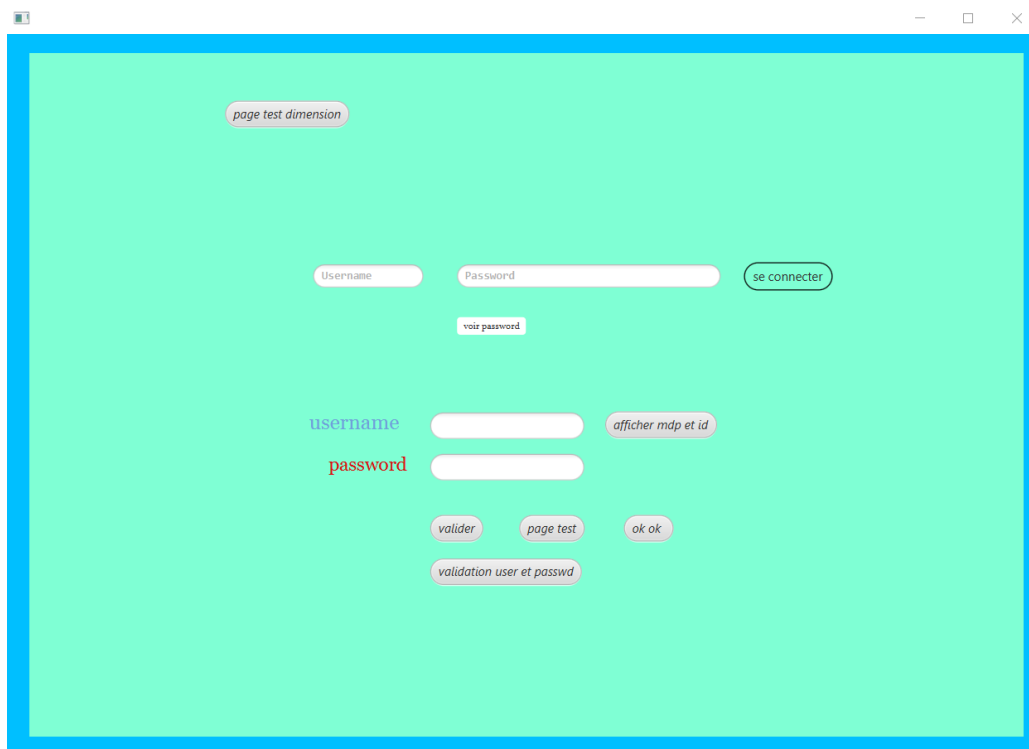 page test dimension
Username
Password
se connecter
voir password
username
afficher mdp et id
password
valider
page test
ok ok
validation user et passwd